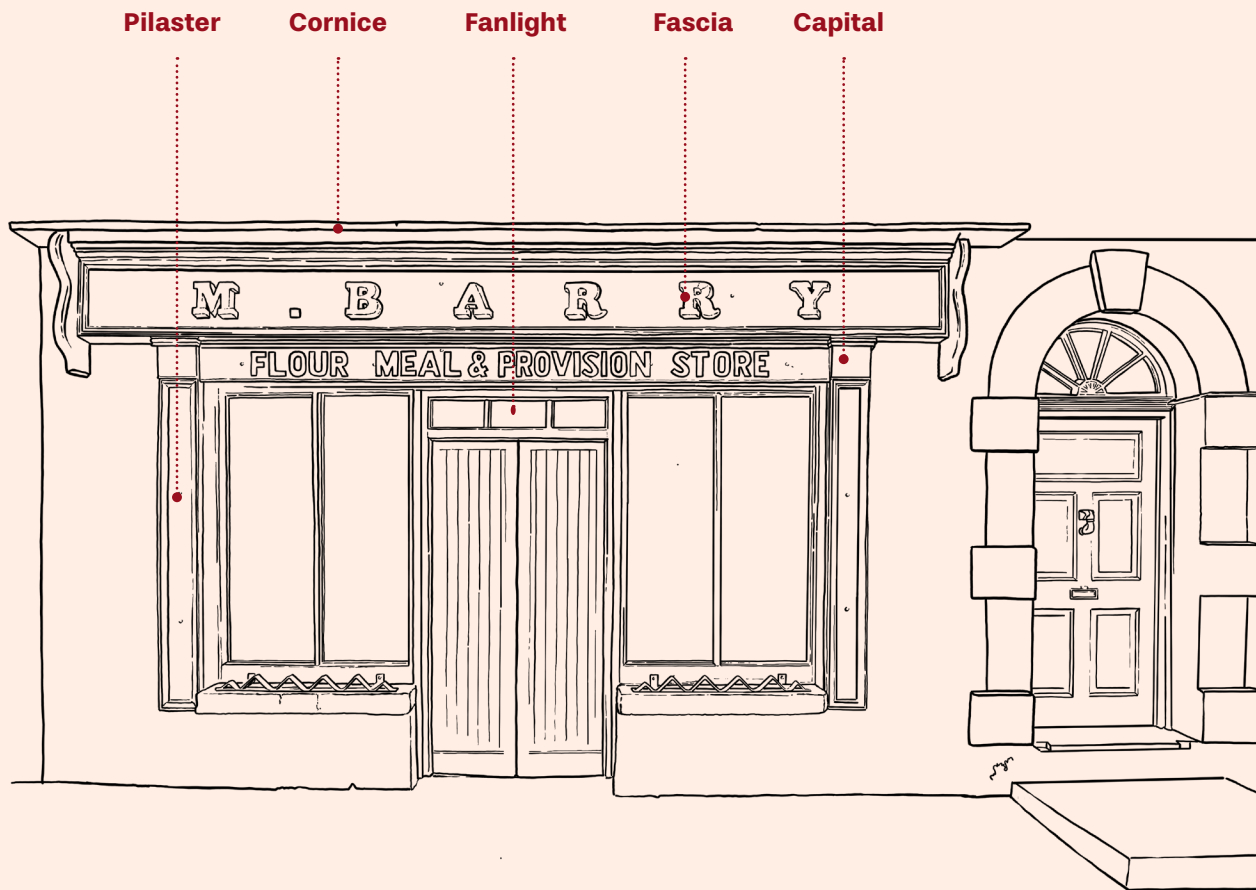 Pilaster Cornice Fanlight Fascia Capital
M. BARRY
FLOUR MEAL & PROVISION STORE